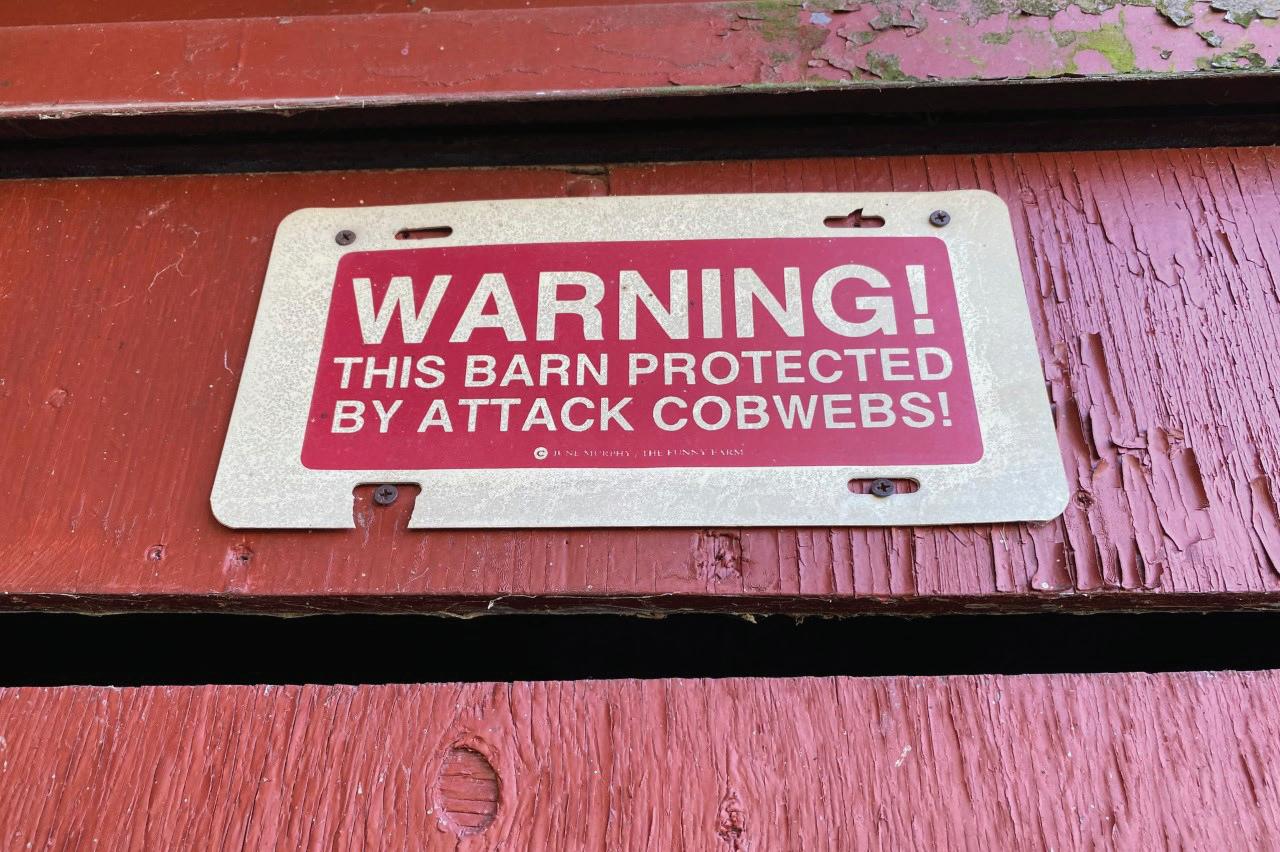 WARNING!
THIS BARN PROTECTED
BY ATTACK COBWEBS!
© JUNE MURPHY / THE FUNNY FARM